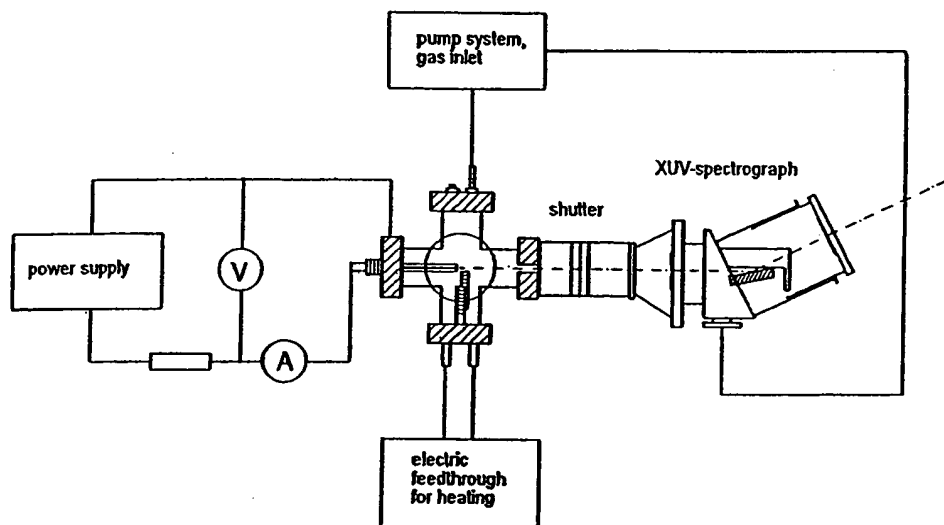 pump system,
gas inlet
XUV-spectrograph
shutter
power supply
V
A
electric
feedthrough
for heating